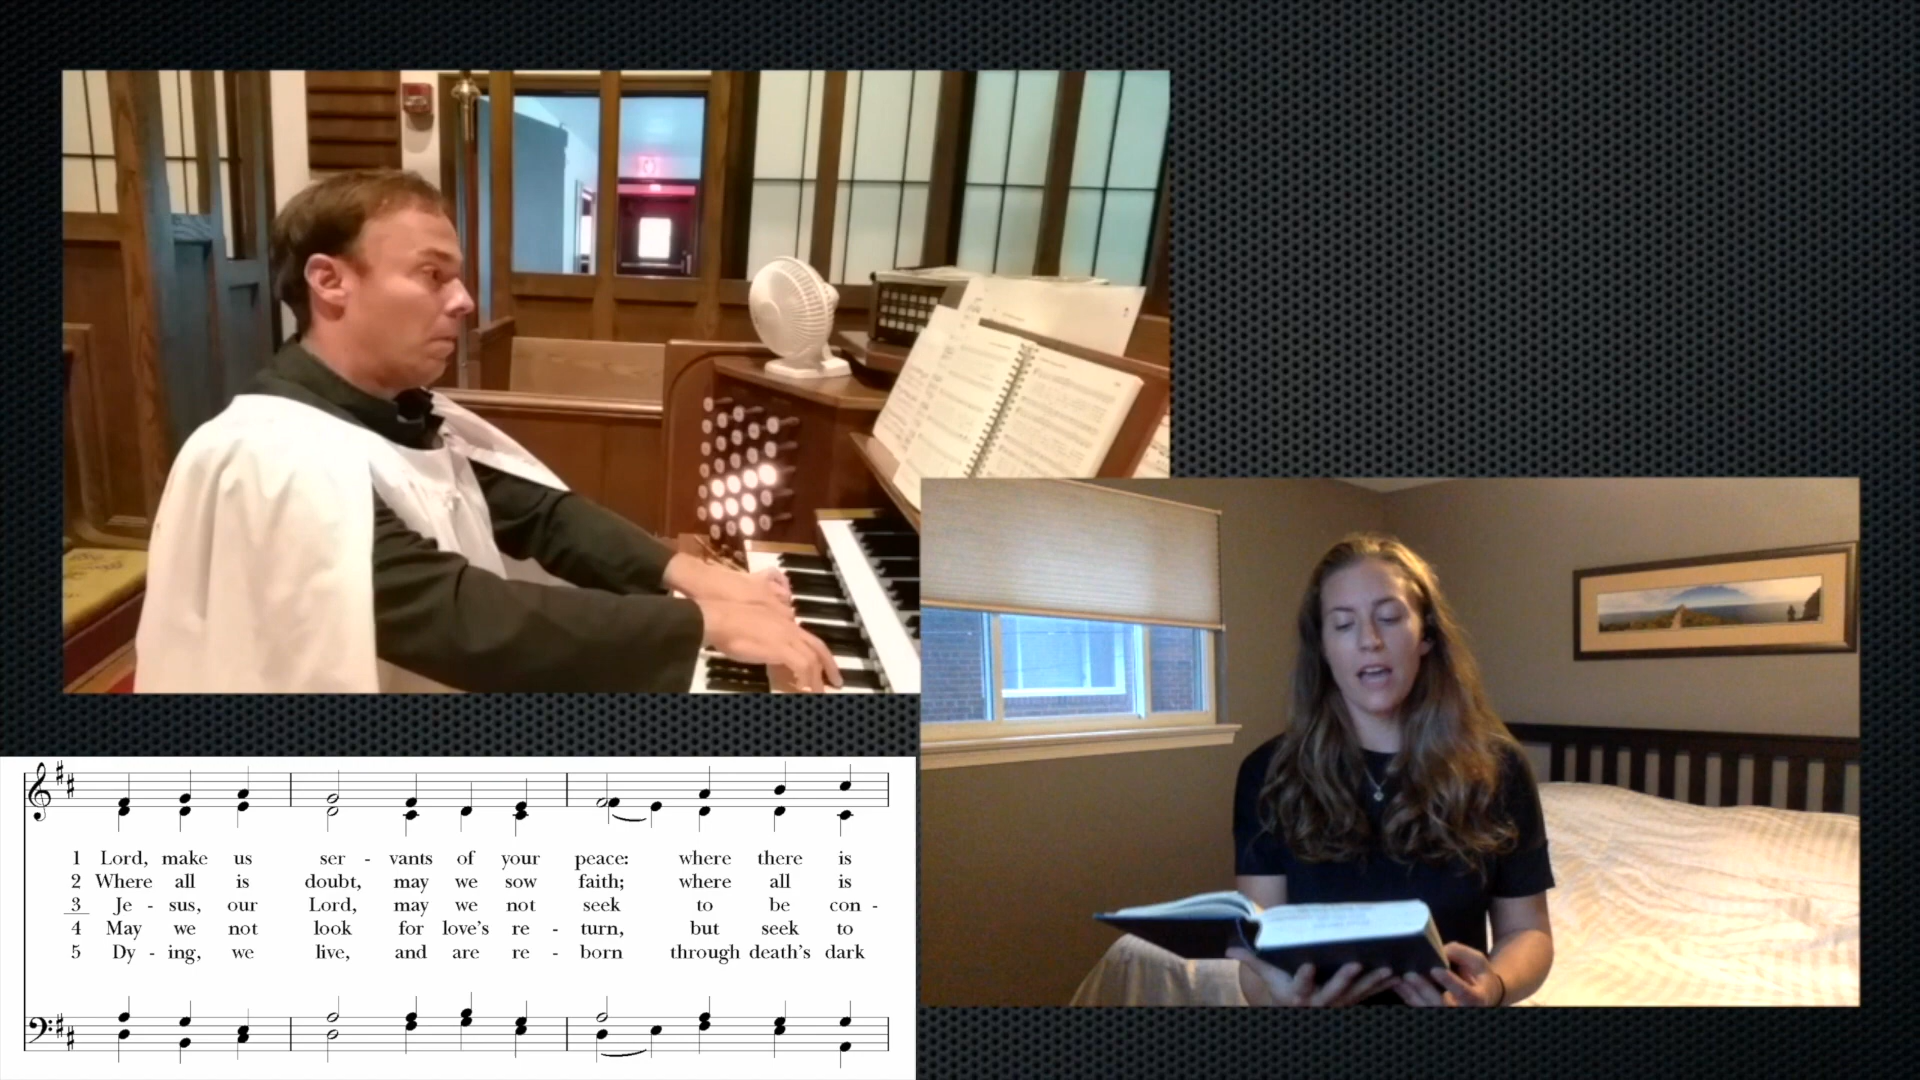 1 Lord, make us ser - vants of your peace: where there is
2 Where all is doubt, may we sow faith; where all is
3 Je - sus, our Lord, may we not seek to be con -
4 May we not look for love's re - turn, but seek to
5 Dy - ing, we live, and are re - born through death's dark